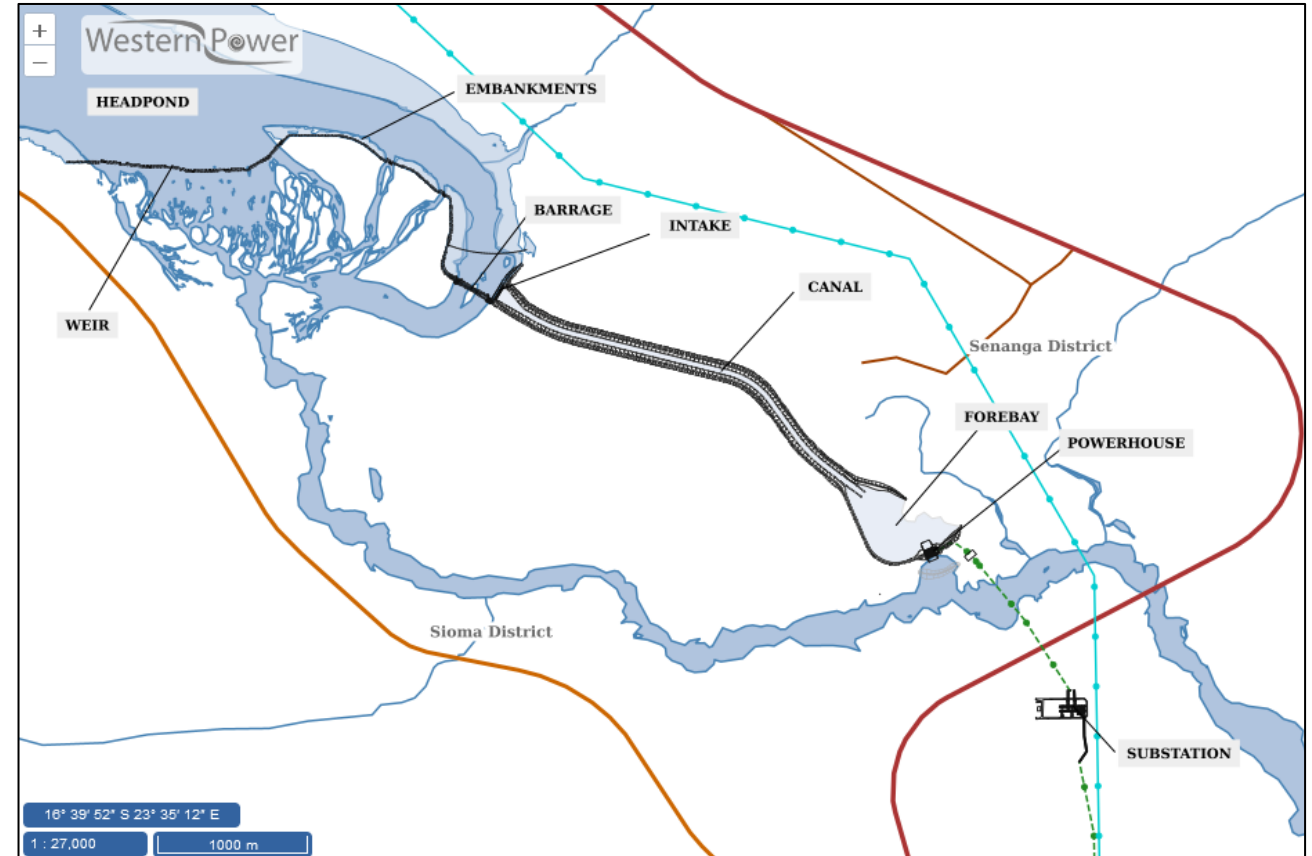 +
Western Power
−
HEADPOND
EMBANKMENTS
BARRAGE
INTAKE
CANAL
WEIR
Senanga District
FOREBAY
POWERHOUSE
Sioma District
SUBSTATION
16° 39' 52" S 23° 35' 12" E
1 : 27,000
1000 m